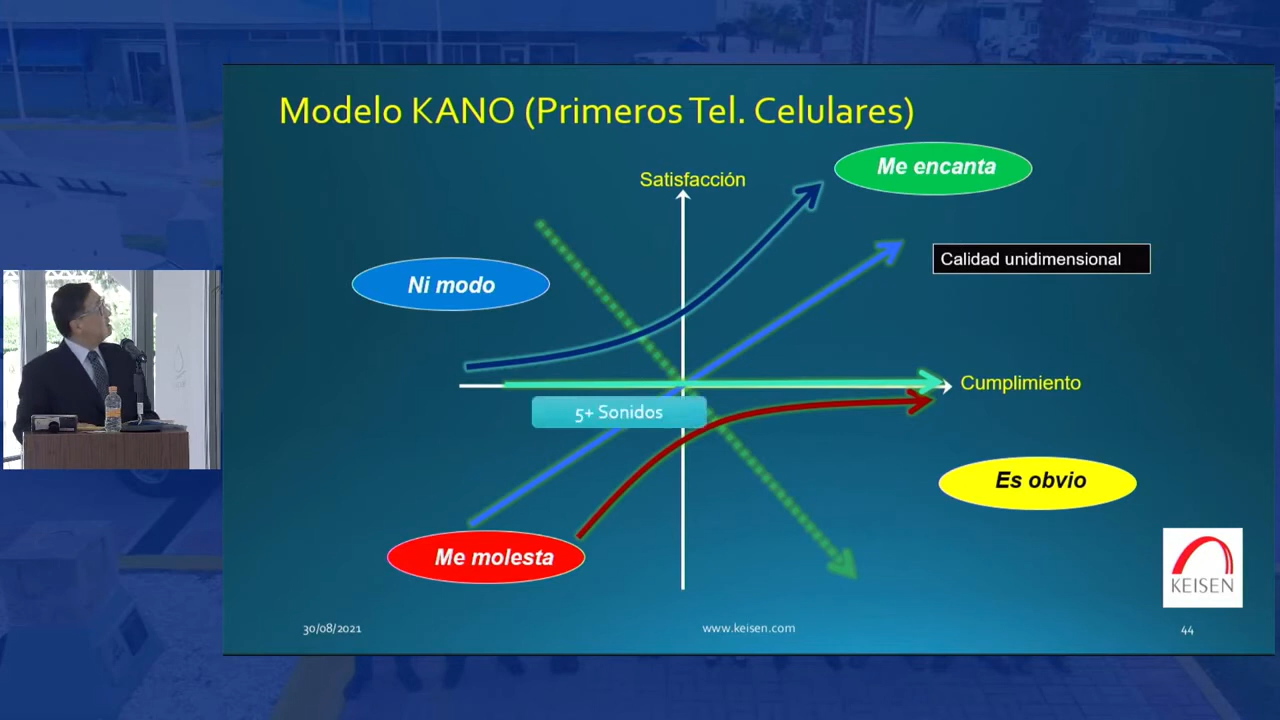 Modelo KANO (Primeros Tel. Celulares)
Me encanta
Satisfacción
Calidad unidimensional
Ni modo
Cumplimiento
5+ Sonidos
Es obvio
Me molesta
KEISEN
30/08/2021
www.keisen.com
44